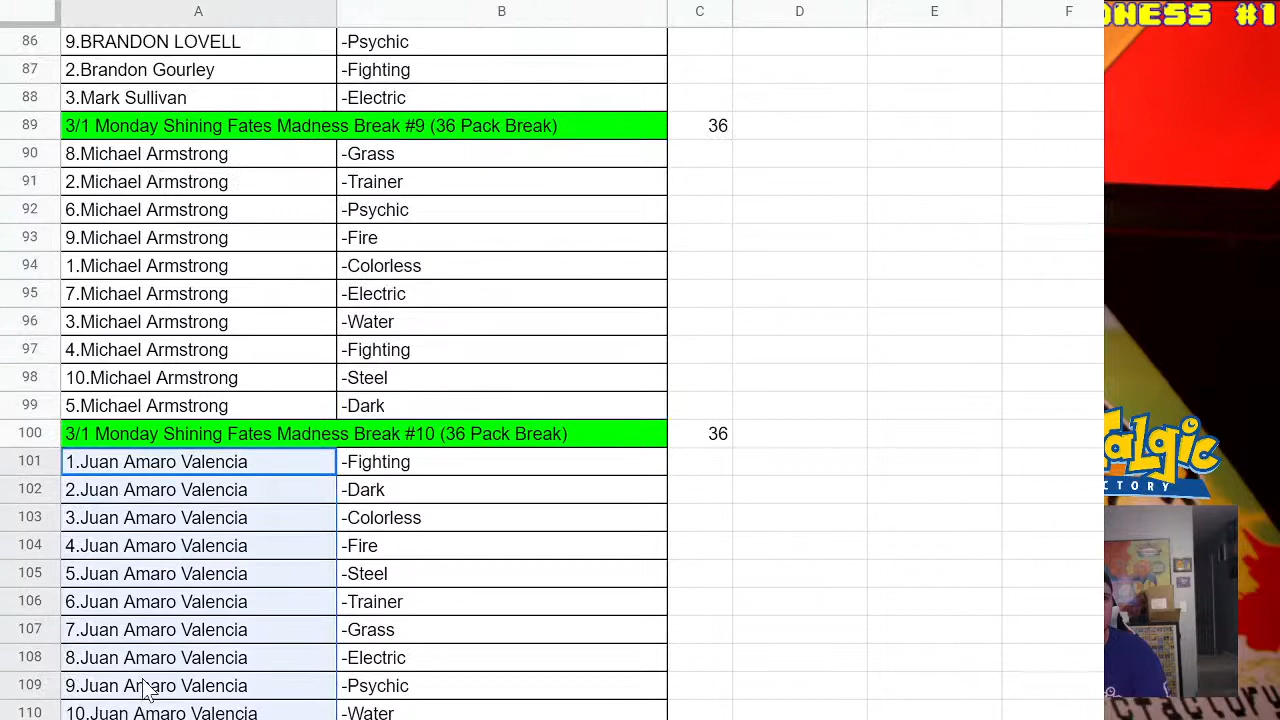 A B C D E F
DNESS #1
86 9.BRANDON LOVELL -Psychic
87 2.Brandon Gourley -Fighting
88 3.Mark Sullivan -Electric
89 3/1 Monday Shining Fates Madness Break #9 (36 Pack Break) 36
90 8.Michael Armstrong -Grass
91 2.Michael Armstrong -Trainer
92 6.Michael Armstrong -Psychic
93 9.Michael Armstrong -Fire
94 1.Michael Armstrong -Colorless
95 7.Michael Armstrong -Electric
96 3.Michael Armstrong -Water
97 4.Michael Armstrong -Fighting
98 10.Michael Armstrong -Steel
99 5.Michael Armstrong -Dark
100 3/1 Monday Shining Fates Madness Break #10 (36 Pack Break) 36
101 1.Juan Amaro Valencia -Fighting
102 2.Juan Amaro Valencia -Dark
103 3.Juan Amaro Valencia -Colorless
104 4.Juan Amaro Valencia -Fire
105 5.Juan Amaro Valencia -Steel
106 6.Juan Amaro Valencia -Trainer
107 7.Juan Amaro Valencia -Grass
108 8.Juan Amaro Valencia -Electric
109 9.Juan Amaro Valencia -Psychic
110 10.Juan Amaro Valencia -Water
algic
CTORY